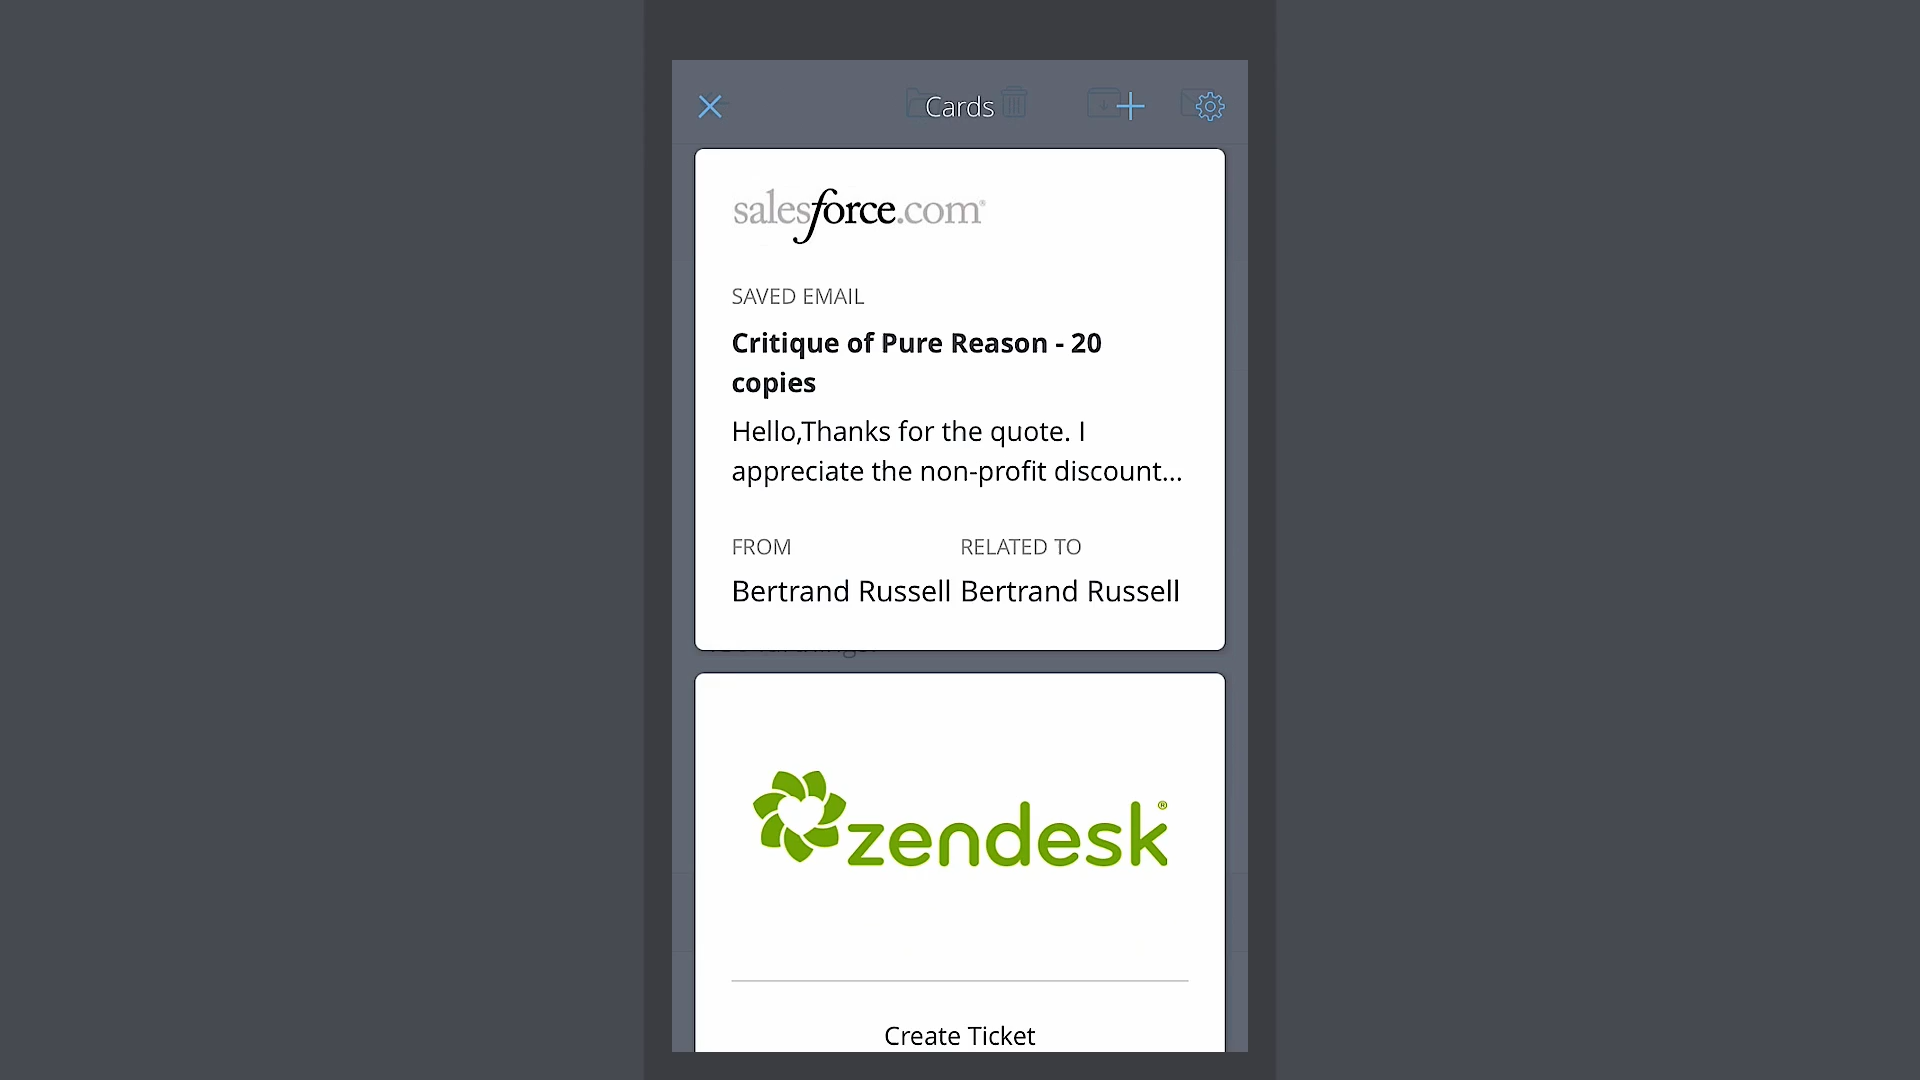 Cards
salesforce.com®
SAVED EMAIL
Critique of Pure Reason - 20
copies
Hello,Thanks for the quote. I
appreciate the non-profit discount...
FROM
RELATED TO
Bertrand Russell
Bertrand Russell
zendesk®
Create Ticket